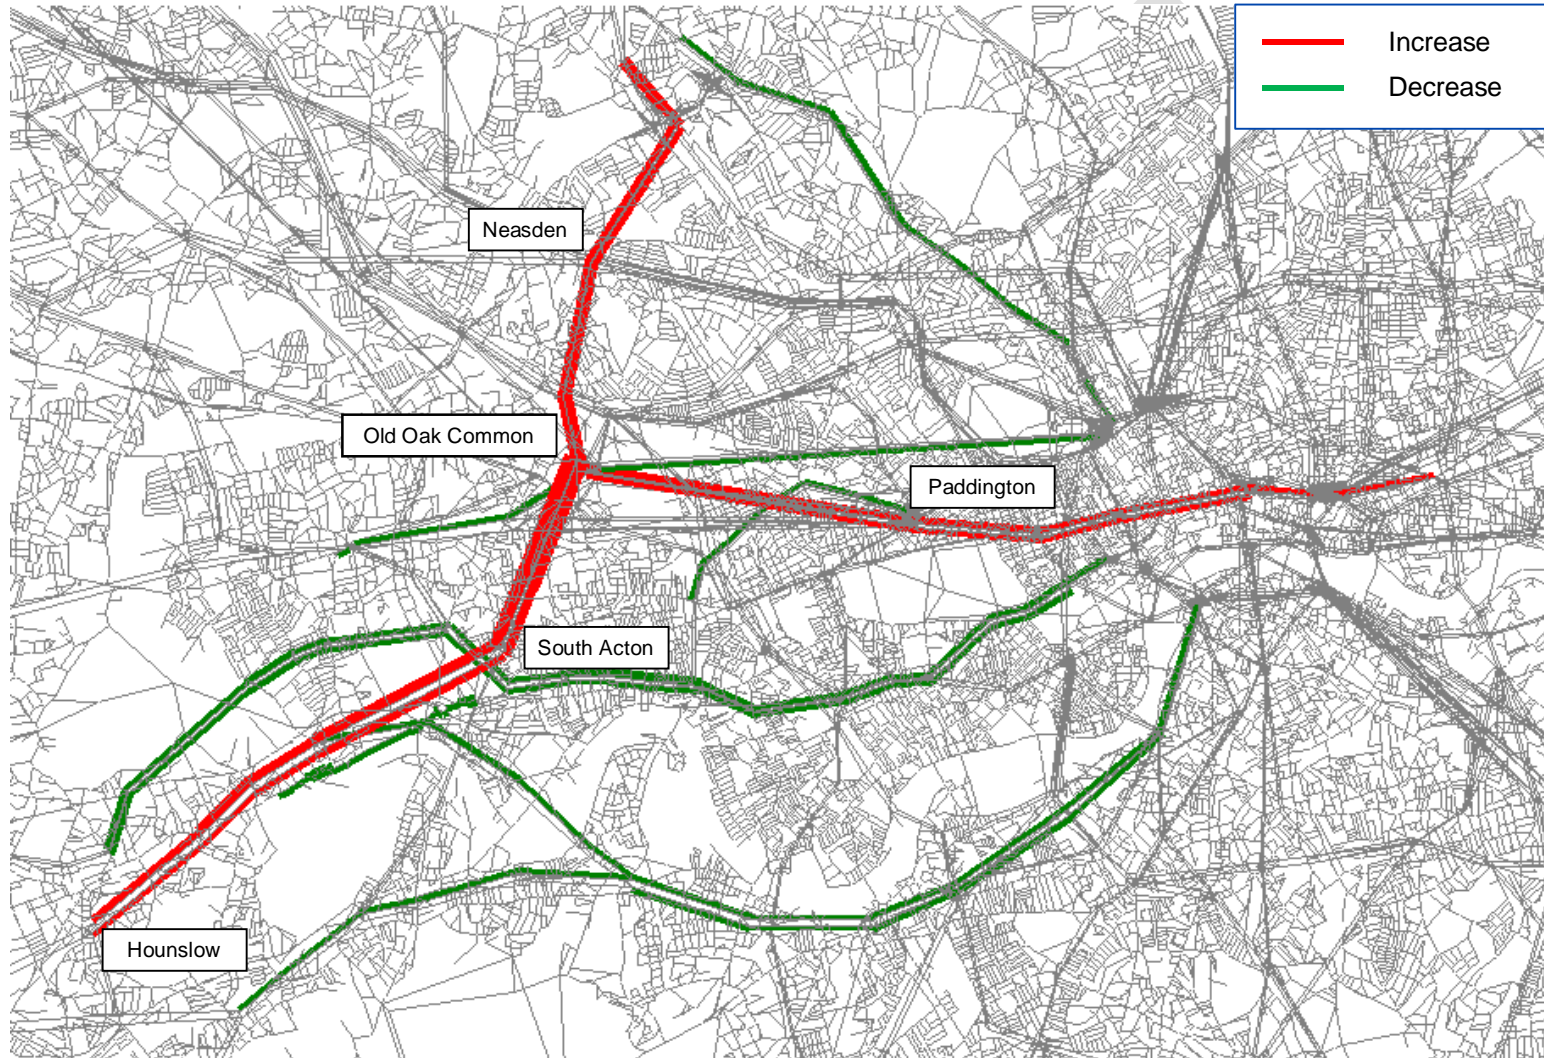 Increase
Decrease
Neasden
Old Oak Common
Paddington
South Acton
Hounslow